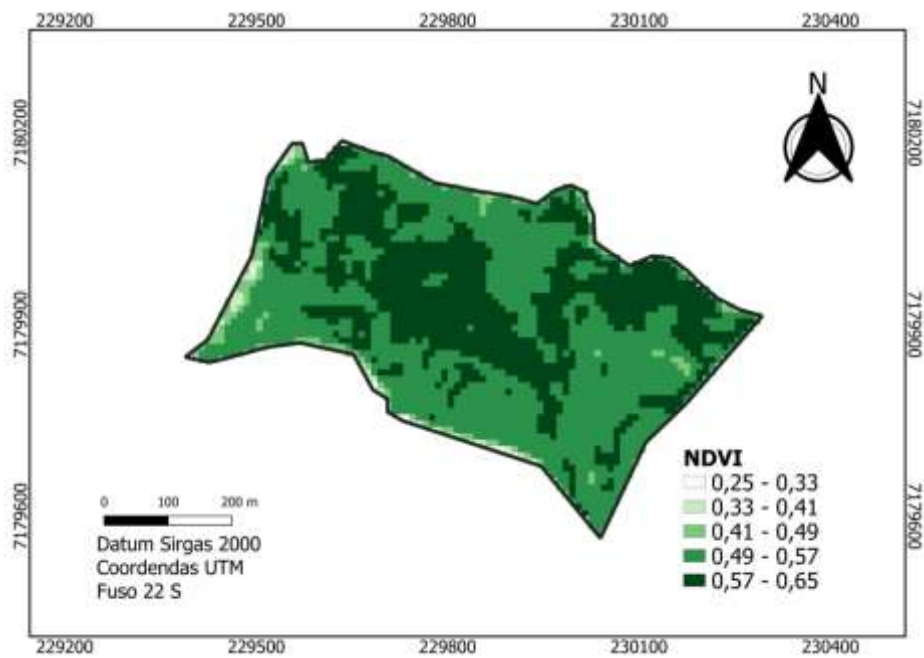 229200 229500 229800 230100 230400
N
7180200 7180200
7179900 7179900
7179600 7179600
NDVI
0,25 - 0,33
0,33 - 0,41
0,41 - 0,49
0,49 - 0,57
0,57 - 0,65
0 100 200 m
Datum Sirgas 2000
Coordendas UTM
Fuso 22 S
229200 229500 229800 230100 230400